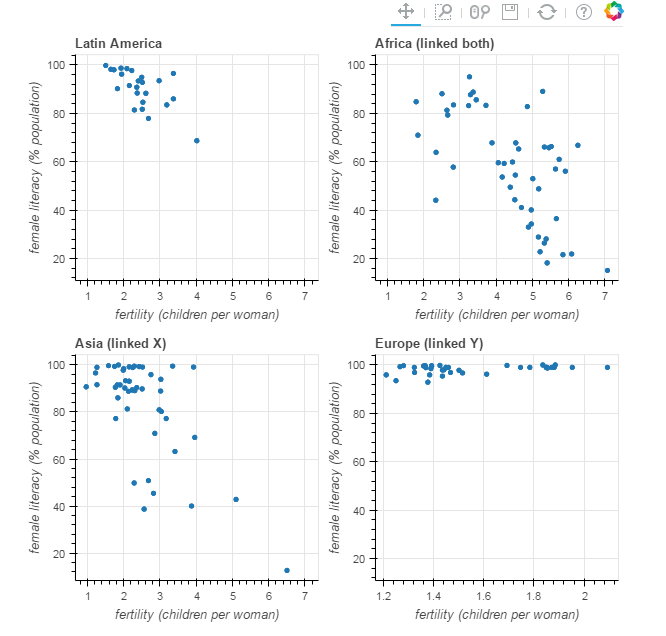 Latin America
female literacy (% population)
100
80
60
40
20
1 2 3 4 5 6 7
fertility (children per woman)
Africa (linked both)
female literacy (% population)
100
80
60
40
20
1 2 3 4 5 6 7
fertility (children per woman)
Asia (linked X)
female literacy (% population)
100
80
60
40
20
1 2 3 4 5 6 7
fertility (children per woman)
Europe (linked Y)
female literacy (% population)
100
80
60
40
20
1.2 1.4 1.6 1.8 2
fertility (children per woman)